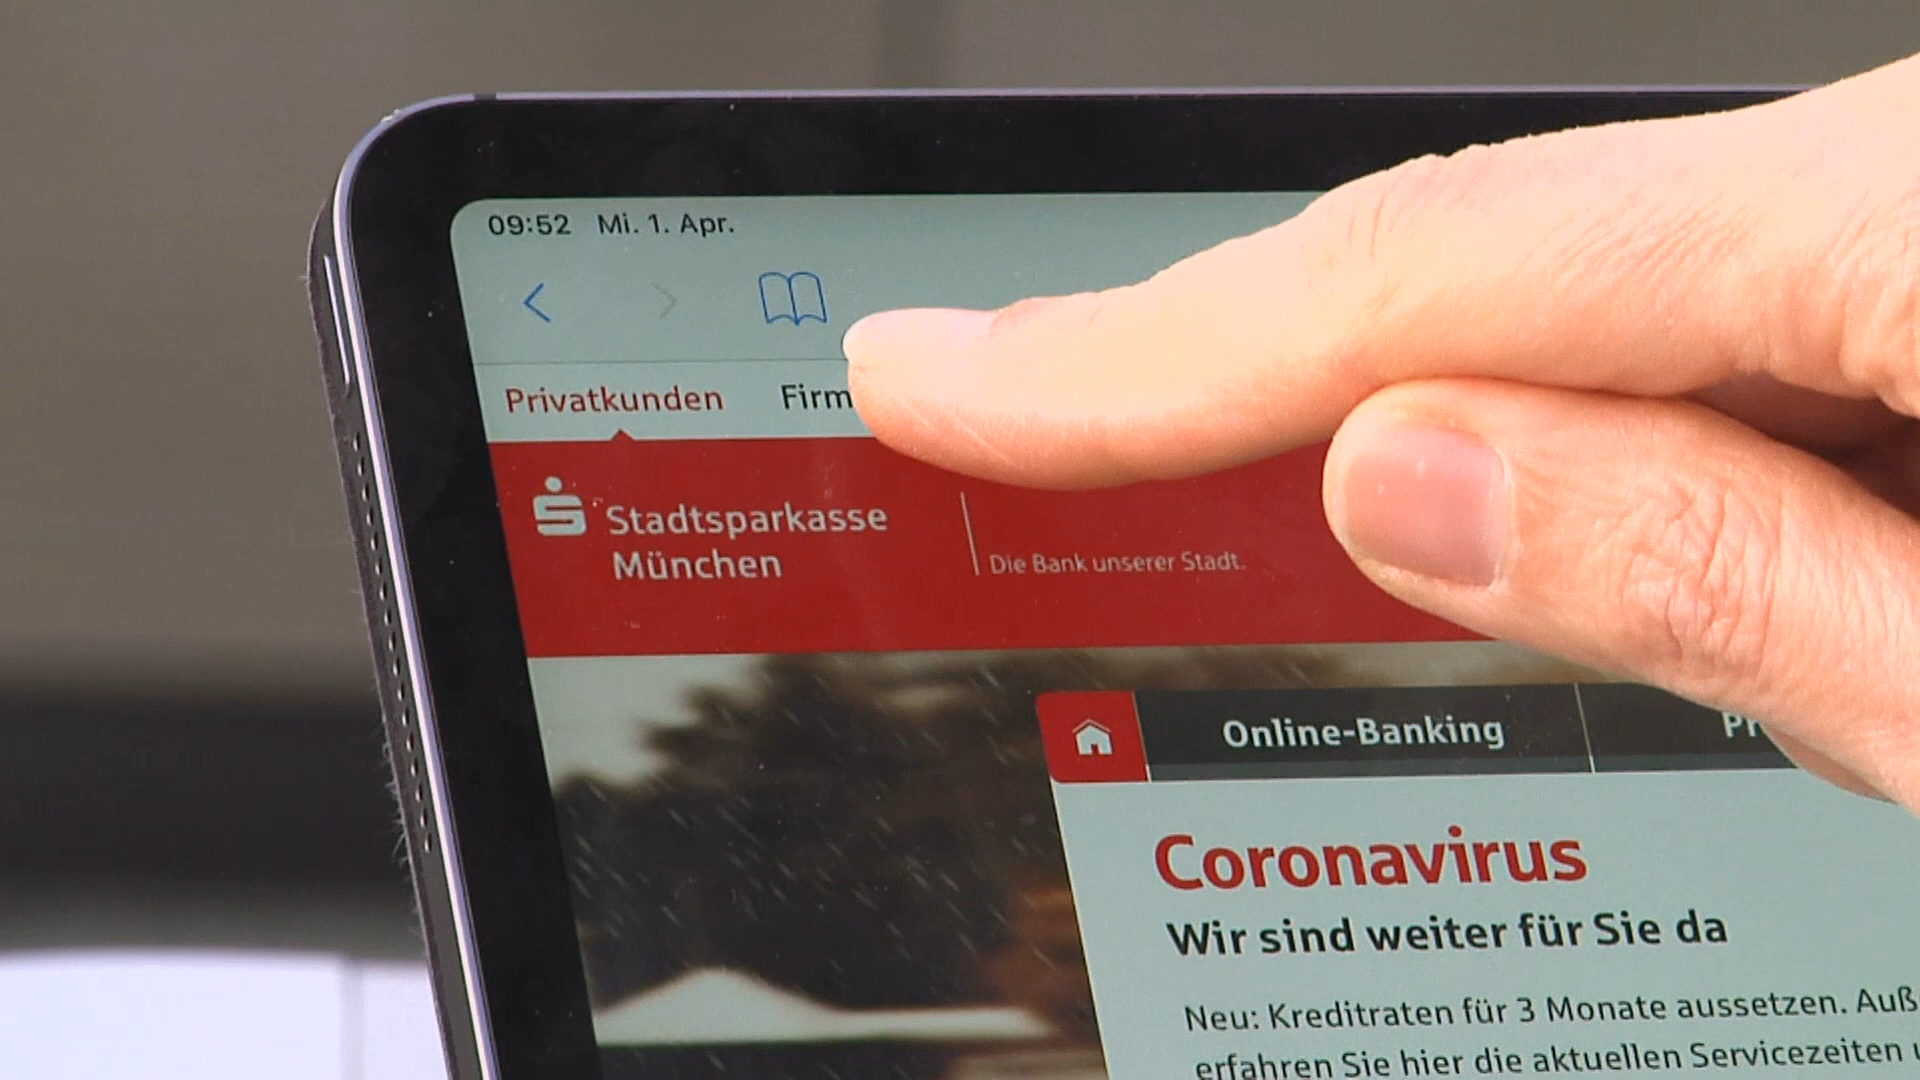 09:52 Mi. 1. Apr.
Privatkunden
Stadtsparkasse
München
Die Bank unserer Stadt.
Online-Banking
Coronavirus
Wir sind weiter für Sie da
Neu: Kreditraten für 3 Monate aussetzen.
erfahren Sie hier die aktuellen Servicezeiten